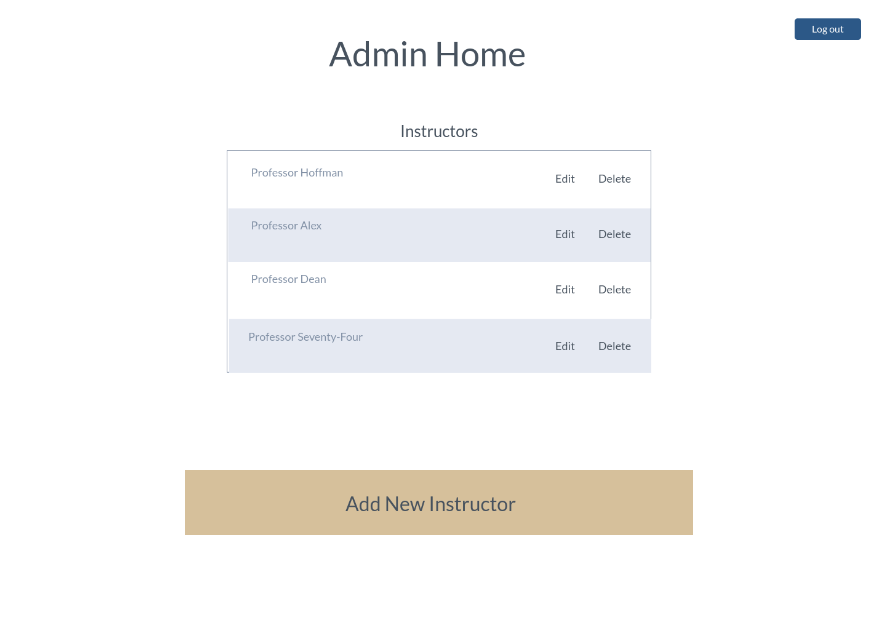 Log out
Admin Home
Instructors
Professor Hoffman
Edit Delete
Professor Alex
Edit Delete
Professor Dean
Edit Delete
Professor Seventy-Four
Edit Delete
Add New Instructor